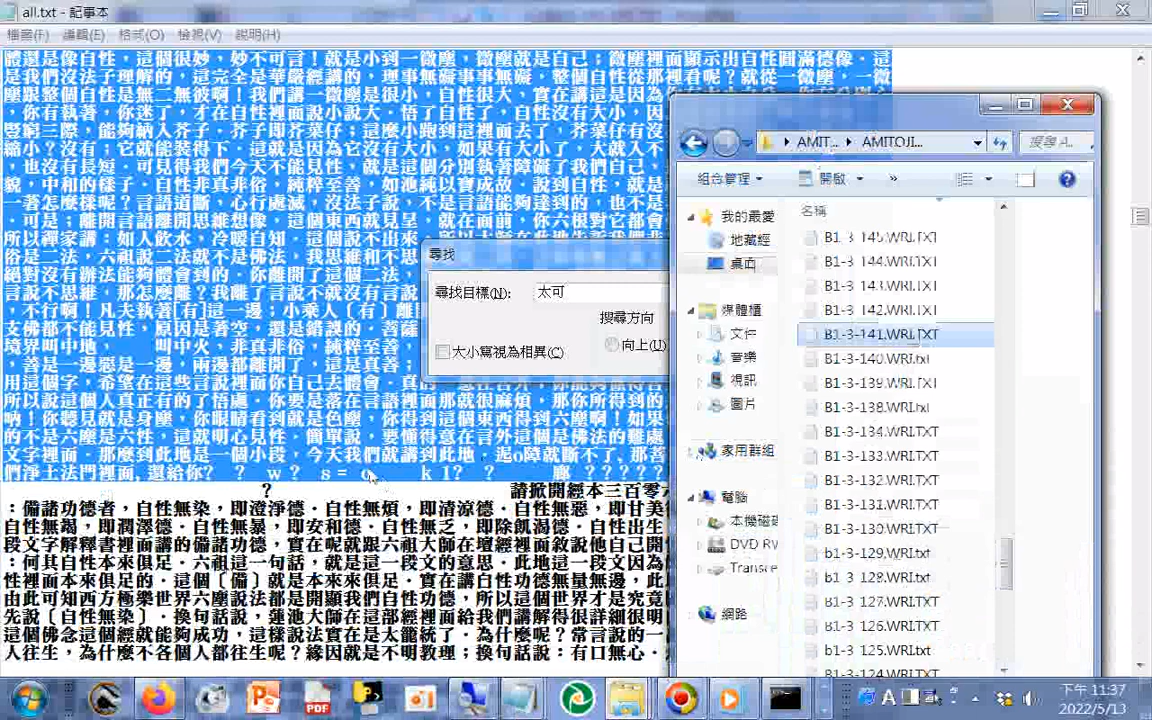 all.txt - 記事本
檔案(F) 編輯(E) 格式(O) 檢視(V) 說明(H)
體還是像自性，這個很妙，妙不可言！就是小到一微塵，微塵就是自己；微塵裡面顯示出自性圓滿德像．這
是我們沒法子理解的，這完全是華嚴經講的，理事無礙事事無礙，整個自性從那裡看呢？就從一微塵，一微
塵跟整個自性是無二無彼啊！我們講一微塵是很小，自性很大，實在講這是因為
，你有執著，你迷了，才在自性裡面說小說大．悟了自性了，自性沒有大小，因
豎窮三際，能夠納入芥子．芥子即芥菜仔；這麼小跑到這裡面去了，芥菜仔有沒
縮小？沒有；它就能裝得下．這就是因為它沒有大小，如果有大小了，大就入不
，也沒有長短．可見得我們今天不能見性，就是這個分別執著障礙了我們自己，
貌，中和的樣子．自性非真非俗，純粹至善，如池純以寶成故．說到自性，就是
一著怎麼樣呢？言語道斷，心行處滅，沒法子說，不是言語能夠達到的，也不是
．可是；離開言語離開思維想像．這個東西就見呈．就在面前，你六根對它都會
所以禪家講：如人飲水，冷暖自知．這個說不出來
俗是二法，六祖說二法就不是佛法，我思維和不思
絕對沒有辦法能夠體會到的．你離開了這個二法，
言說不思維，那怎麼離？我離了言說不就沒有言說
，不行啊！凡夫執著[有]這一邊；小乘人〔有〕離
支佛都不能見性，原因是著空，還是錯誤的．菩薩
境界叫中地，　　叫中火，非真非俗，純粹至善，
，善是一邊惡是一邊，兩邊都離開了，這是真善；
用這個字，希望在這些言說裡面你自己去體會．真的
所以說這個人真正有的了悟處．你要是落在言語裡面那就很麻煩，那你所得到的
吶！你聽見就是身塵，你眼睛看到就是色塵，你得到這個東西得到六塵啊！如果
的不是六塵是六性，這就明心見性．簡單說，要懂得意在言外這個是佛法的難處
文字裡面．那麼到此地是一個小段，今天我們就講到此地．
們淨土法門裡面,還給你? ? w ? s =
?　　請掀開經本三百零
：備諸功德者，自性無染，即澄淨德．自性無煩，即清涼德．自性無惡，即甘美
自性無竭，即潤澤德．自性無暴，即安和德．自性無乏，即除飢渴德．自性出生
段文字解釋書裡面講的備諸功德，實在呢就跟六祖大師在壇經裡面敘說他自己開
：何其自性本來俱足．六祖這一句話，就是這一段文的意思．此地這一段文因為
性裡面本來俱足的．這個〔備〕就是本來來俱足．實在講自性功德無量無邊，此
由此可知西方極樂世界六塵說法都是開顯我們自性功德，所以這個世界才是究竟
先說〔自性無染〕．換句話說，蓮池大師在這部經裡面給我們講解得很詳細很明
這個佛念這個經就能夠成功，這樣說法實在是太籠統了．為什麼呢？常言說的一
人往生，為什麼不各個人都往生呢？緣因就是不明教理；換句話說：有口無心．
尋找
尋找目標(N): 太可
搜尋方向
大小寫視為相異(C) 向上(U)
AMIT... AMITOJI... 搜尋 A...
組合管理 開啟 »
我的最愛
地藏經
桌面
媒體櫃
文件
音樂
視訊
圖片
家用群組
電腦
本機磁碟
DVD RW
網路
名稱
B1-3-145.WRI.TXT
B1-3-144.WRI.TXT
B1-3-143.WRI.TXT
B1-3-142.WRI.TXT
B1-3-141.WRI.TXT
B1-3-140.WRI.txt
B1-3-139.WRI.TXT
B1-3-138.WRI.txt
B1-3-134.WRI.TXT
B1-3-133.WRI.TXT
B1-3-132.WRI.TXT
B1-3-131.WRI.TXT
B1-3-130.WRI.TXT
b1-3-129.WRI.txt
b1-3-128.WRI.txt
B1-3-127.WRI.TXT
B1-3-126.WRI.TXT
b1-3-125.WRI.txt
B1-3-124.WRI.TXT
下午 11:37
2022/5/13